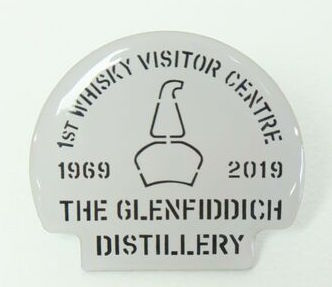 1ST WHISKY VISITOR CENTRE
1969 2019
THE GLENFIDDICH
DISTILLERY